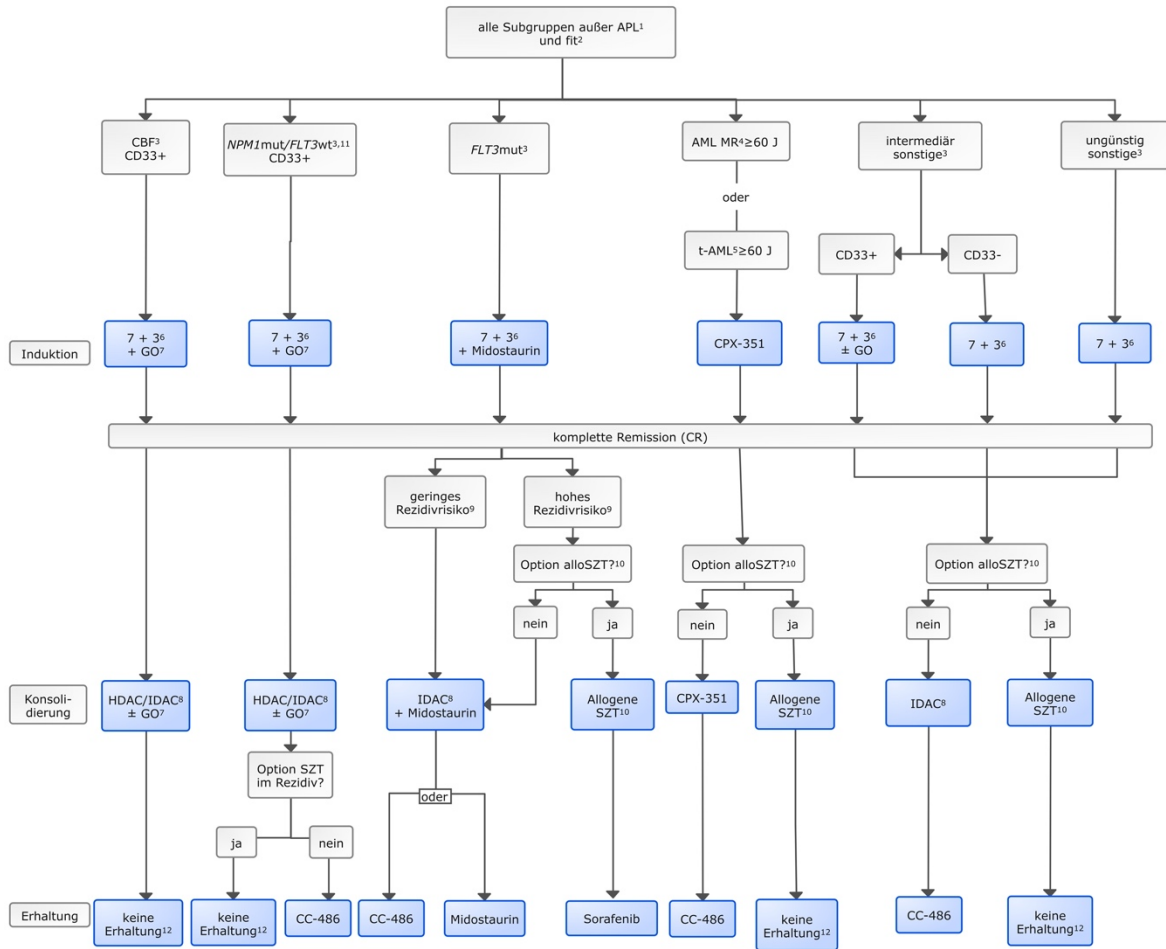 alle Subgruppen außer APL¹
und fit²
CBF³
CD33+
NPM1mut/FLT3wt³,¹¹
CD33+
FLT3mut³
AML MR⁴≥60 J
oder
t-AML⁵≥60 J
intermediär
sonstige³
ungünstig
sonstige³
CD33+
CD33-
Induktion
7 + 3⁶
+ GO⁷
7 + 3⁶
+ GO⁷
7 + 3⁶
+ Midostaurin
CPX-351
7 + 3⁶
± GO
7 + 3⁶
7 + 3⁶
komplette Remission (CR)
geringes
Rezidivrisiko⁹
hohes
Rezidivrisiko⁹
Option alloSZT?¹⁰
Option alloSZT?¹⁰
Option alloSZT?¹⁰
nein
ja
nein
ja
nein
ja
Konsoli-
dierung
HDAC/IDAC⁸
± GO⁷
HDAC/IDAC⁸
± GO⁷
IDAC⁸
+ Midostaurin
Allogene
SZT¹⁰
CPX-351
Allogene
SZT¹⁰
IDAC⁸
Allogene
SZT¹⁰
Option SZT
im Rezidiv?
oder
ja
nein
Erhaltung
keine
Erhaltung¹²
keine
Erhaltung¹²
CC-486
CC-486
Midostaurin
Sorafenib
CC-486
keine
Erhaltung¹²
CC-486
keine
Erhaltung¹²